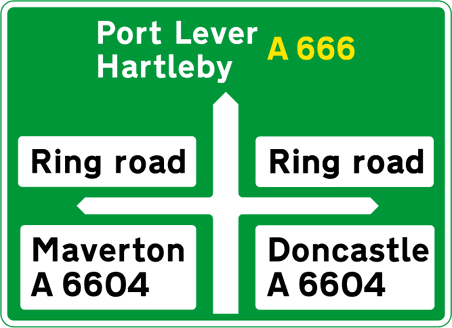 Port Lever
Hartleby
A 666
Ring road
Ring road
Maverton
A 6604
Doncastle
A 6604